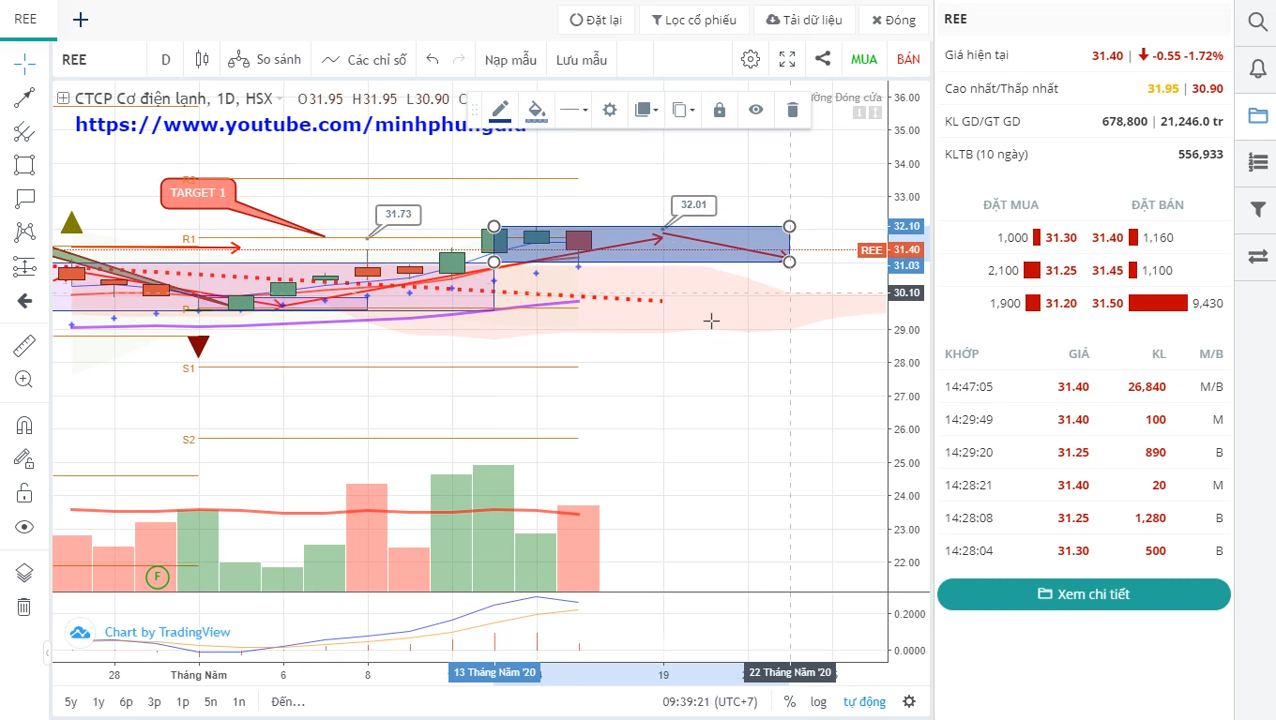 REE
Đặt lại
Lọc cổ phiếu
Tải dữ liệu
Đóng
REE
D
So sánh
Các chỉ số
Nạp mẫu
Lưu mẫu
MUA
BÁN
CTCP Cơ điện lạnh, 1D, HSX
O31.95 H31.95 L30.90
Đóng cửa
https://www.youtube.com/minhphung
TARGET 1
31.73
32.01
R1
P
S1
S2
F
36.00
35.00
34.00
33.00
32.10
REE 31.40
31.03
30.10
29.00
28.00
27.00
26.00
25.00
24.00
23.00
22.00
0.2000
0.0000
Chart by TradingView
28
Tháng Năm
6
8
13 Tháng Năm '20
19
22 Tháng Năm '20
5y
1y
6p
3p
1p
5n
1n
Đến...
09:39:21 (UTC+7)
%
log
tự động
REE
Giá hiện tại
31.40 | -0.55 -1.72%
Cao nhất/Thấp nhất
31.95 | 30.90
KL GD/GT GD
678,800 | 21,246.0 tr
KLTB (10 ngày)
556,933
ĐẶT MUA
ĐẶT BÁN
1,000 31.30 31.40 1,160
2,100 31.25 31.45 1,100
1,900 31.20 31.50 9,430
KHỚP GIÁ KL M/B
14:47:05 31.40 26,840 M/B
14:29:49 31.40 100 M
14:29:20 31.25 890 B
14:28:21 31.40 20 M
14:28:08 31.25 1,280 B
14:28:04 31.30 500 B
Xem chi tiết